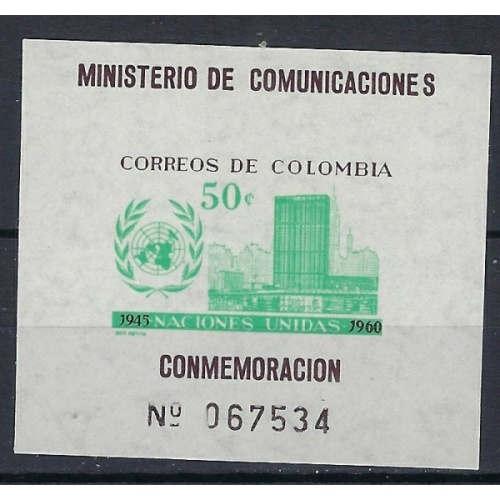 MINISTERIO DE COMUNICACIONES
CORREOS DE COLOMBIA
50¢
1945 NACIONES UNIDAS 1960
CONMEMORACION
Nº 067534